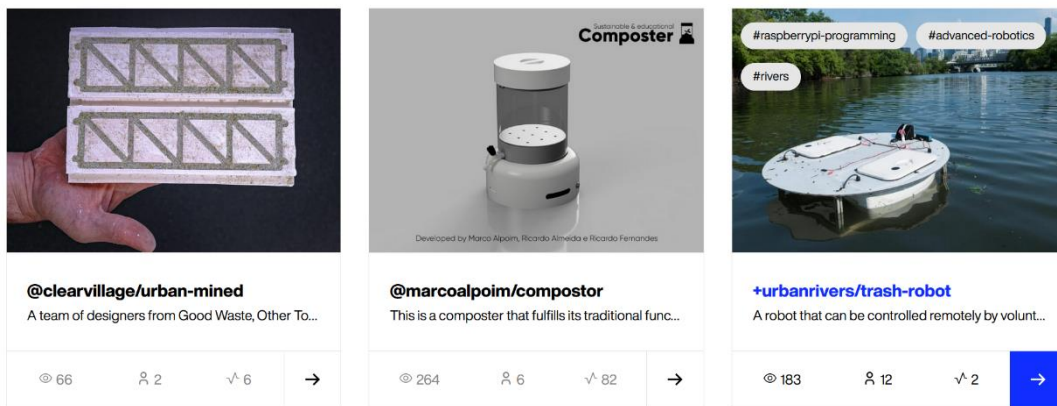 Sustainable & educational
Composter
Developed by Marco Alpoim, Ricardo Almeida e Ricardo Fernandes
#raspberrypi-programming
#advanced-robotics
#rivers
@clearvillage/urban-mined
A team of designers from Good Waste, Other To...
66
2
6
@marcoalpoim/compostor
This is a composter that fulfills its traditional func...
264
6
82
+urbanrivers/trash-robot
A robot that can be controlled remotely by volunt...
183
12
2